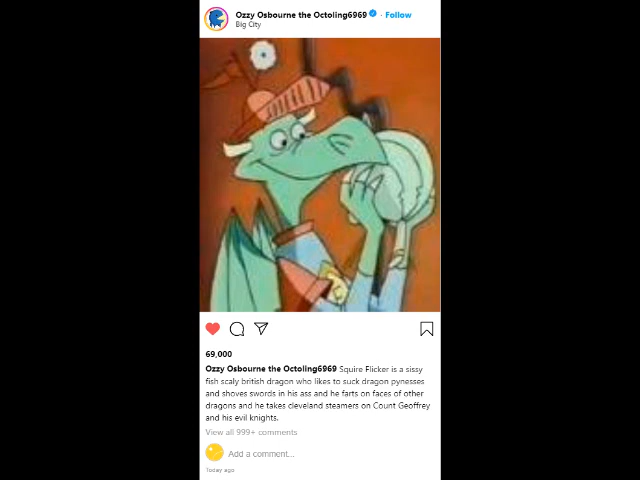 Ozzy Osbourne the Octoling6969 · Follow
Big City
69,000
Ozzy Osbourne the Octoling6969 Squire Flicker is a sissy
fish scaly british dragon who likes to suck dragon pynesses
and shoves swords in his ass and he farts on faces of other
dragons and he takes cleveland steamers on Count Geoffrey
and his evil knights.
View all 999+ comments
Add a comment...
Today ago